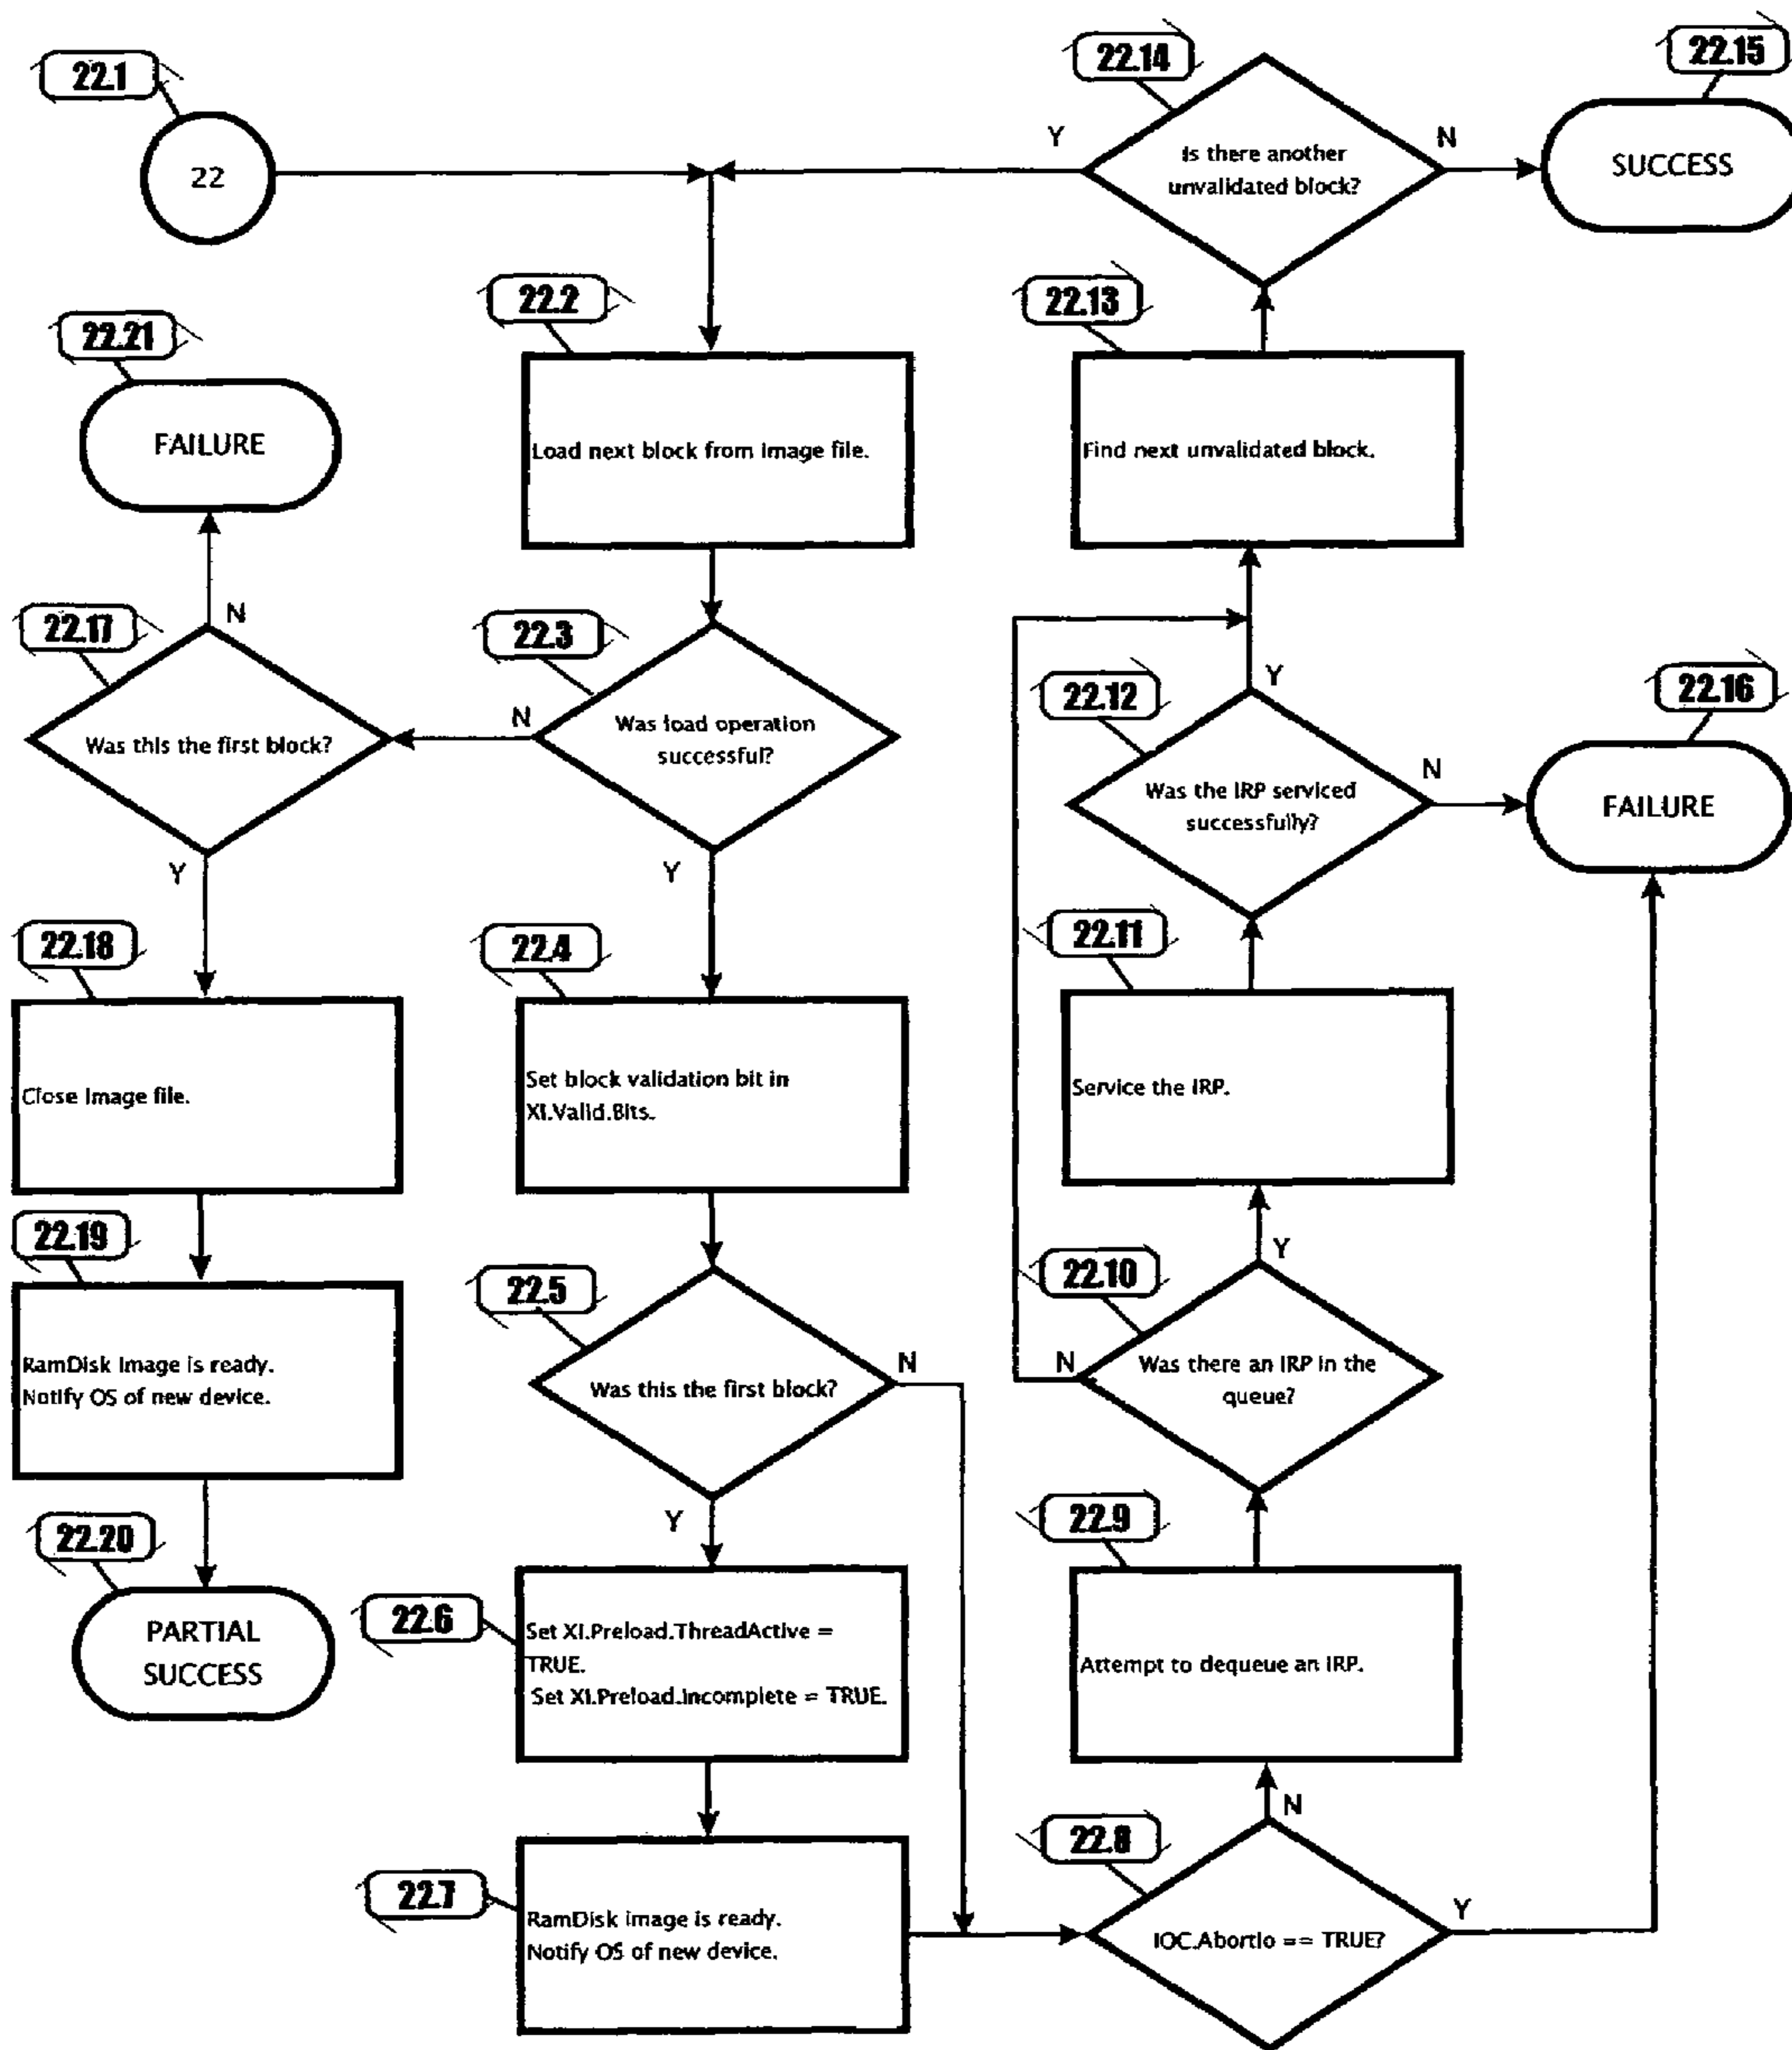 22.1
22
22.14
Y
N
Is there another
unvalidated block?
22.15
SUCCESS
22.2
Load next block from image file.
22.13
Find next unvalidated block.
22.21
FAILURE
22.17
N
Was this the first block?
Y
22.3
N
Was load operation
successful?
Y
22.12
Y
Was the IRP serviced
successfully?
N
22.16
FAILURE
22.18
Close Image file.
22.4
Set block validation bit in
XI.Valid.Bits.
22.11
Service the IRP.
22.19
RamDisk Image is ready.
Notify OS of new device.
22.5
Was this the first block?
N
Y
22.10
Y
N
Was there an IRP in the
queue?
22.20
PARTIAL
SUCCESS
22.6
Set XI.Preload.ThreadActive =
TRUE.
Set XI.Preload.Incomplete = TRUE.
22.9
Attempt to dequeue an IRP.
22.7
RamDisk image is ready.
Notify OS of new device.
22.8
N
Y
IOC.AbortIo == TRUE?